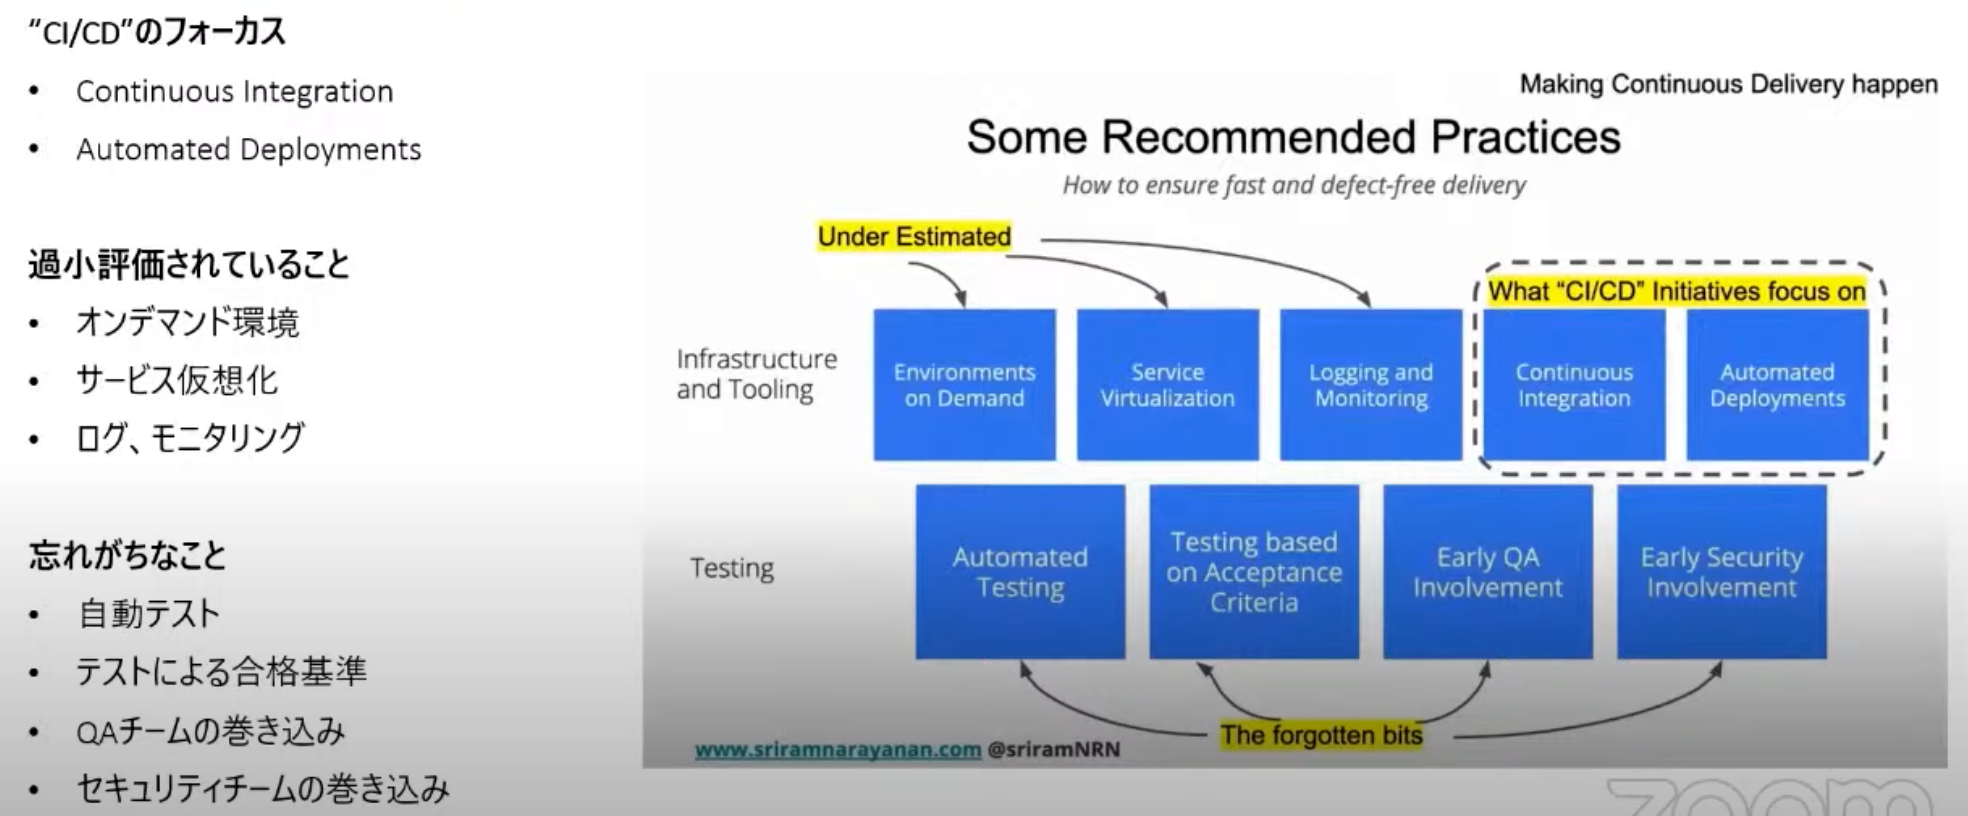 “CI/CD”のフォーカス
• Continuous Integration
• Automated Deployments
過小評価されていること
• オンデマンド環境
• サービス仮想化
• ログ、モニタリング
忘れがちなこと
• 自動テスト
• テストによる合格基準
• QAチームの巻き込み
• セキュリティチームの巻き込み
Making Continuous Delivery happen
Some Recommended Practices
How to ensure fast and defect-free delivery
Under Estimated
What “CI/CD” Initiatives focus on
Infrastructure
and Tooling
Environments
on Demand
Service
Virtualization
Logging and
Monitoring
Continuous
Integration
Automated
Deployments
Testing
Automated
Testing
Testing based
on Acceptance
Criteria
Early QA
Involvement
Early Security
Involvement
The forgotten bits
www.sriramnarayanan.com @sriramNRN
zoom